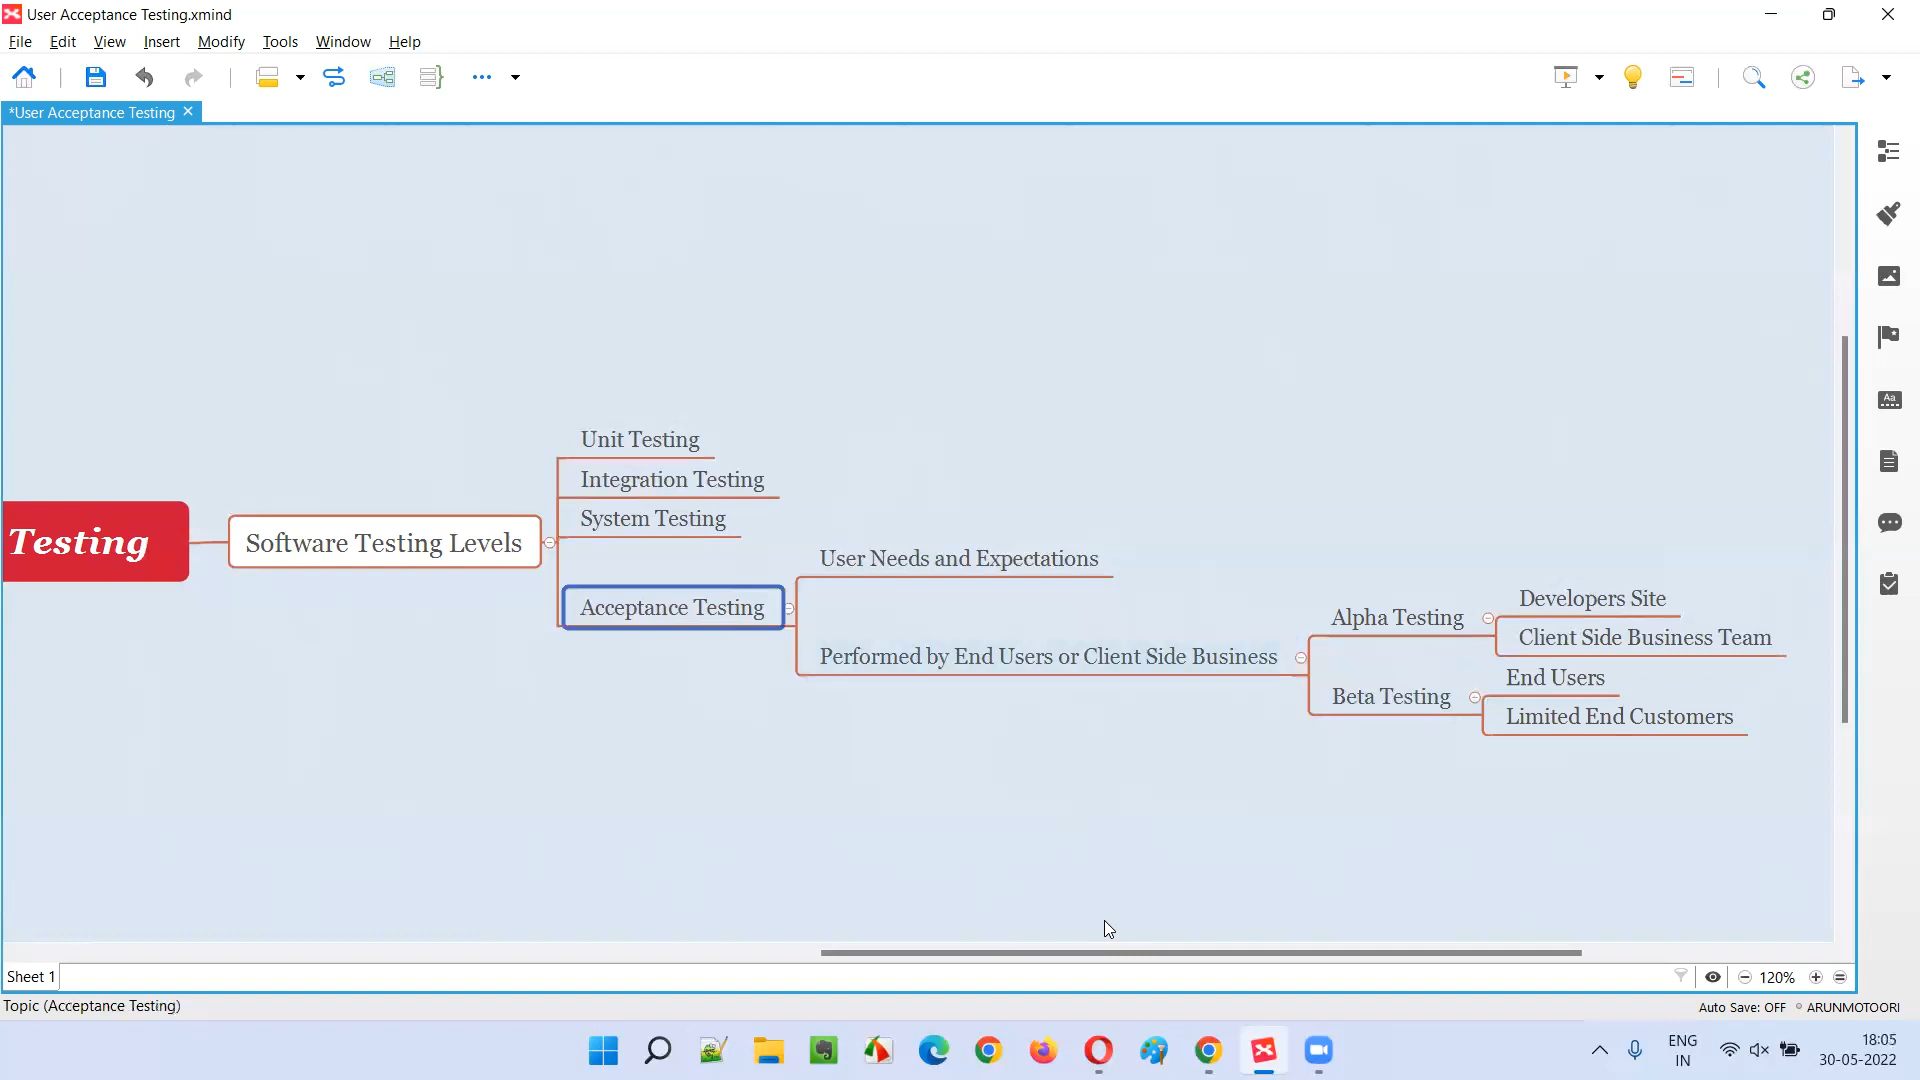 User Acceptance Testing.xmind
File Edit View Insert Modify Tools Window Help
*User Acceptance Testing
Unit Testing
Integration Testing
System Testing
Testing
Software Testing Levels
User Needs and Expectations
Acceptance Testing
Developers Site
Alpha Testing
Client Side Business Team
Performed by End Users or Client Side Business
End Users
Beta Testing
Limited End Customers
Aa
Sheet 1
120%
Topic (Acceptance Testing)
Auto Save: OFF ARUNMOTOORI
ENG
IN
18:05
30-05-2022